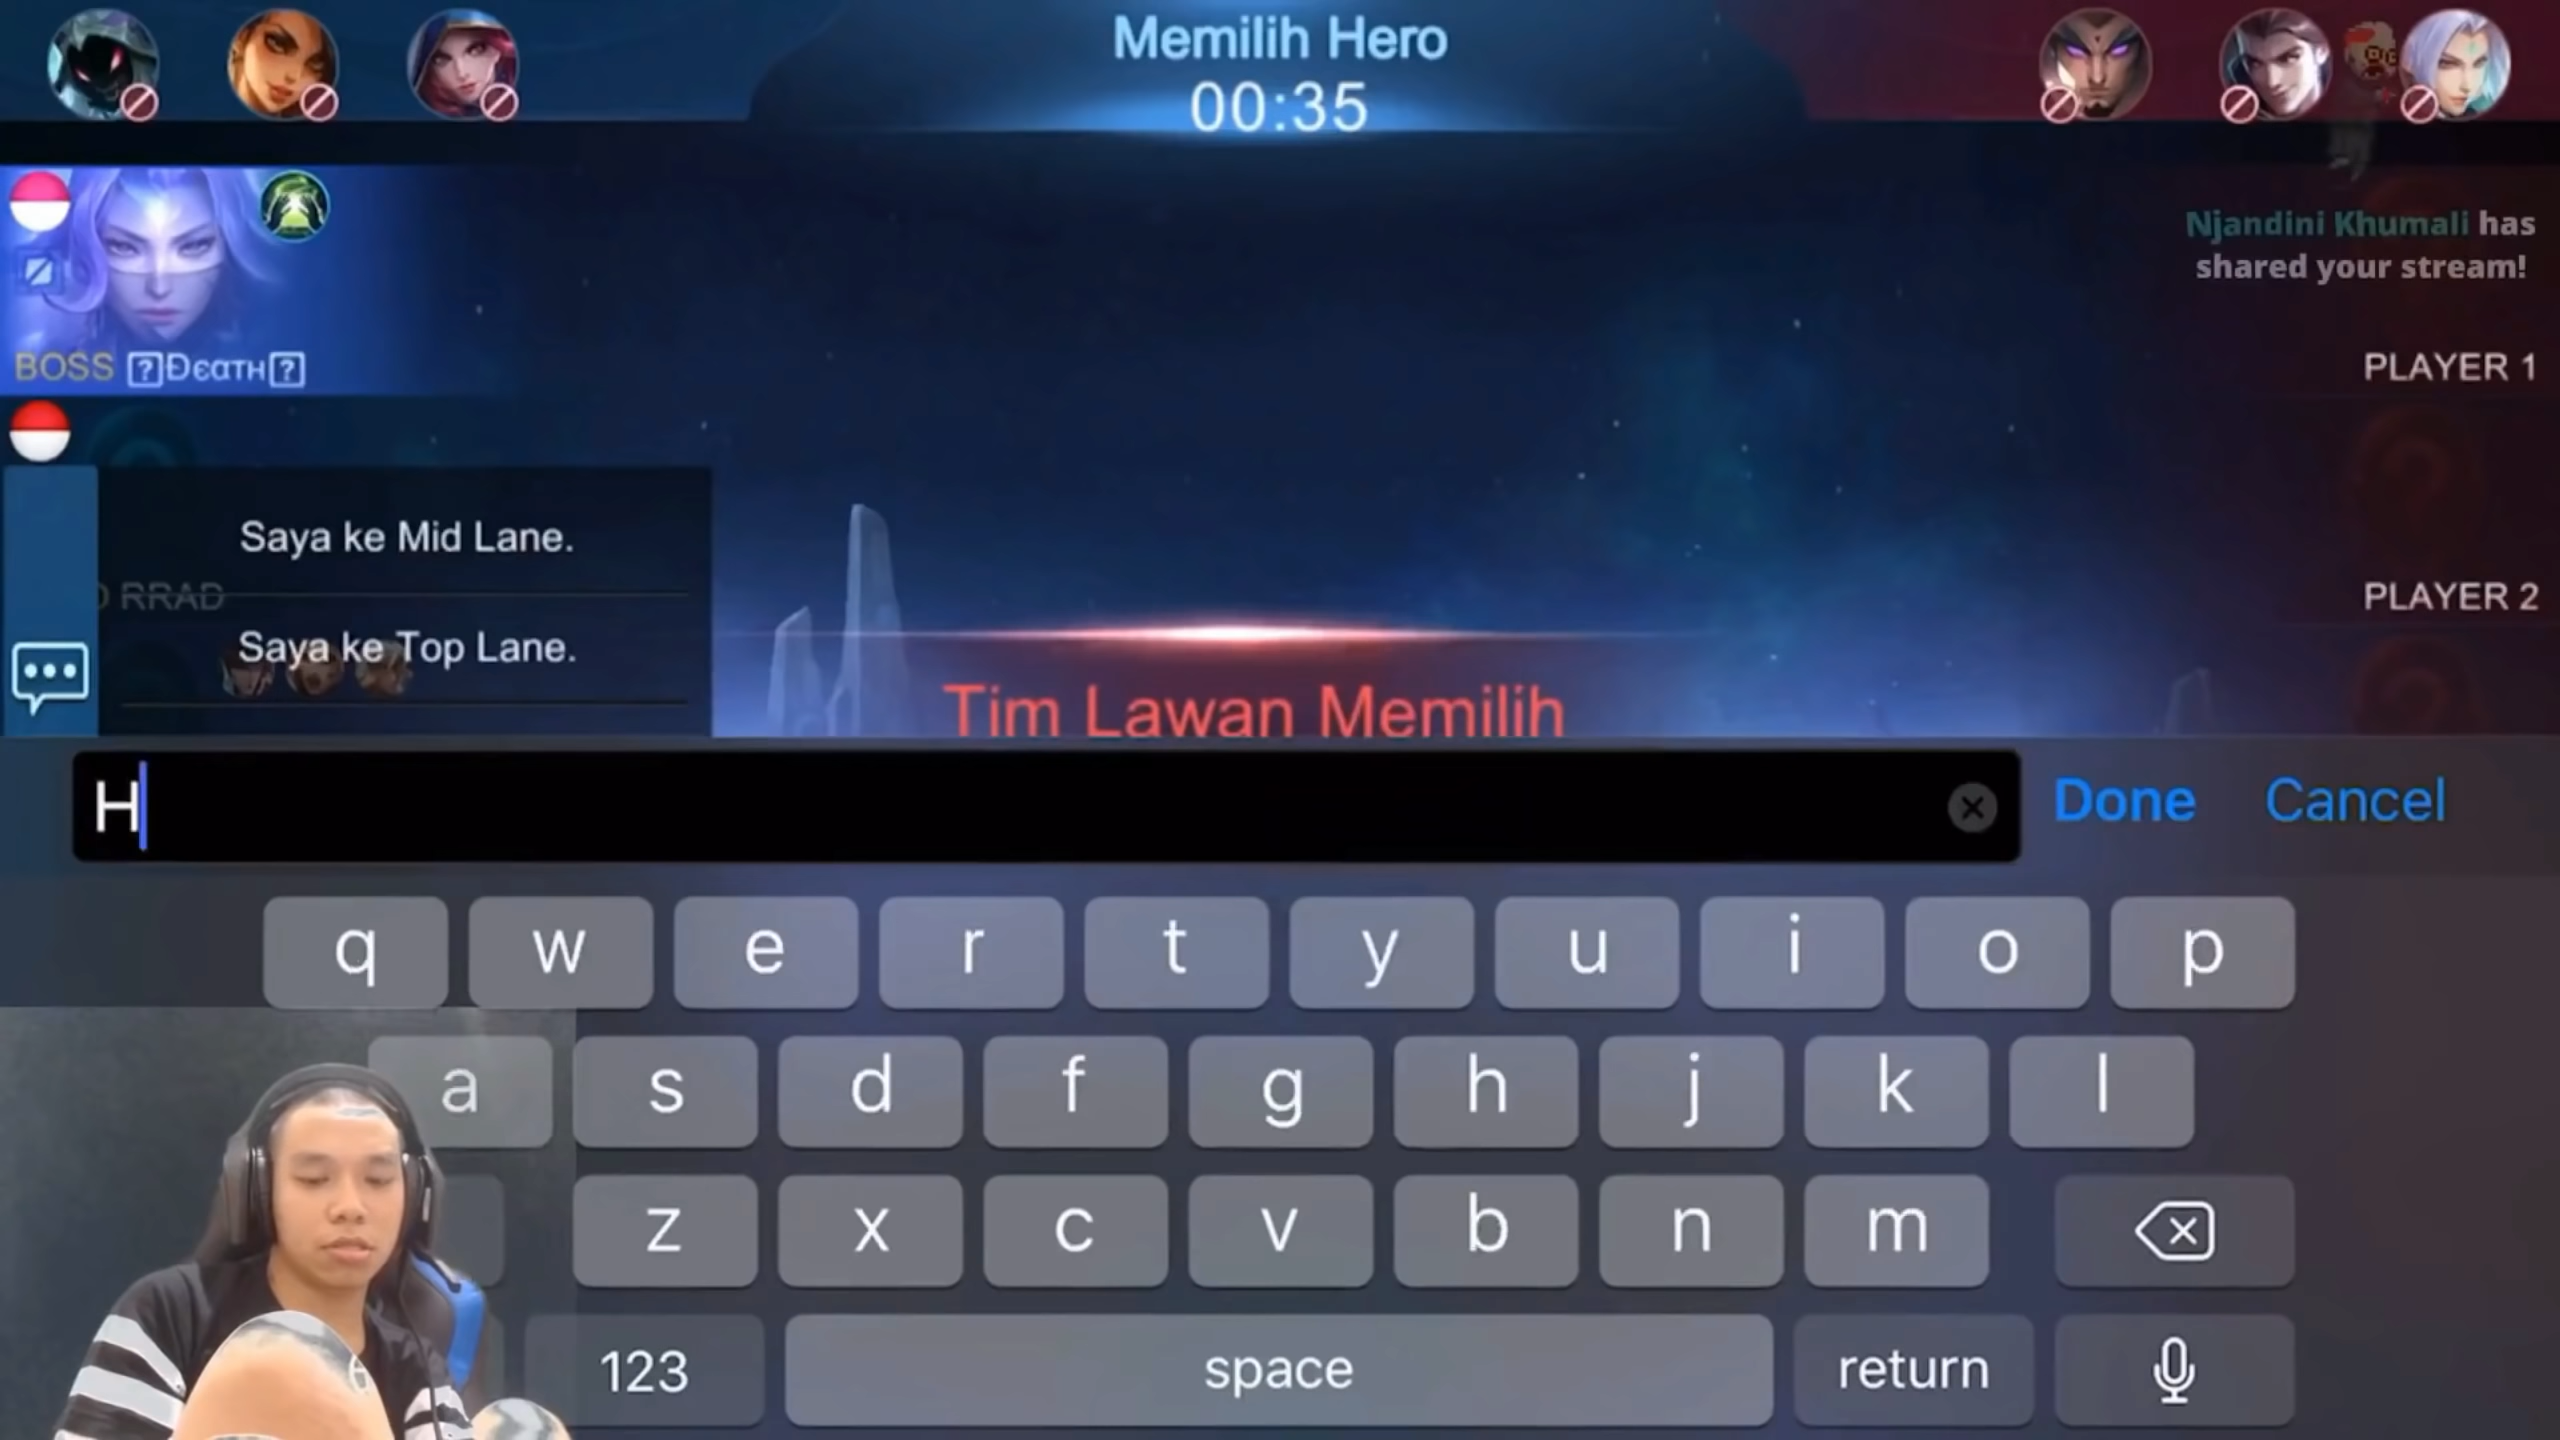 Memilih Hero
00:35
Njandini Khumali has
shared your stream!
BOSS ⍰Ðєαтн⍰
PLAYER 1
Saya ke Mid Lane.
RRAD
PLAYER 2
Saya ke Top Lane.
Tim Lawan Memilih
H
Done
Cancel
q w e r t y u i o p
a s d f g h j k l
z x c v b n m
123
space
return